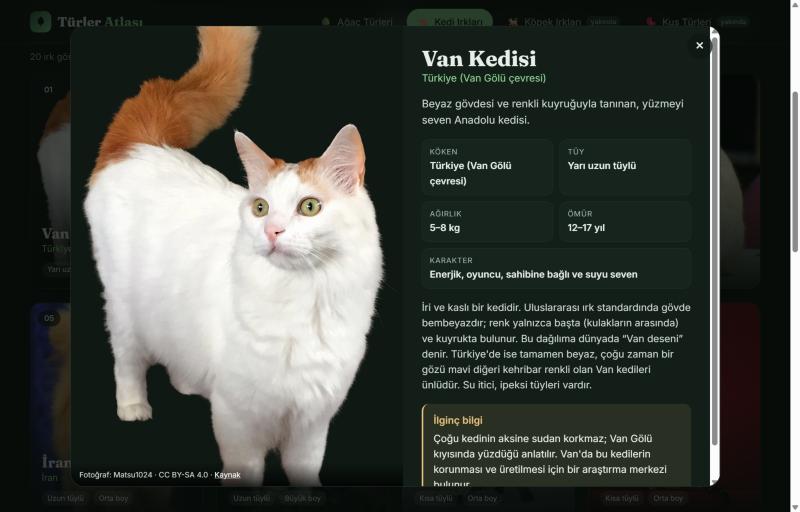 Türler Atlası
Ağaç Türleri
Kedi Irkları
Köpek Irkları
yakında
Kuş Türleri
yakında
20 ırk
01
Van Kedisi
Türkiye (Van Gölü çevresi)
Beyaz gövdesi ve renkli kuyruğuyla tanınan, yüzmeyi
seven Anadolu kedisi.
KÖKEN
Türkiye (Van Gölü
çevresi)
TÜY
Yarı uzun tüylü
AĞIRLIK
5–8 kg
ÖMÜR
12–17 yıl
KARAKTER
Enerjik, oyuncu, sahibine bağlı ve suyu seven
İri ve kaslı bir kedidir. Uluslararası ırk standardında gövde
bembeyazdır; renk yalnızca başta (kulakların arasında)
ve kuyrukta bulunur. Bu dağılıma dünyada “Van deseni”
denir. Türkiye'de ise tamamen beyaz, çoğu zaman bir
gözü mavi diğeri kehribar renkli olan Van kedileri
ünlüdür. Su itici, ipeksi tüyleri vardır.
İlginç bilgi
Çoğu kedinin aksine sudan korkmaz; Van Gölü
kıyısında yüzdüğü anlatılır. Van'da bu kedilerin
korunması ve üretilmesi için bir araştırma merkezi
bulunur.
Fotoğraf: Matsu1024 · CC BY-SA 4.0 · Kaynak
Van
05
İran
İran
Uzun tüylü
Orta boy
Uzun tüylü
Büyük boy
Kısa tüylü
Orta boy
Kısa tüylü
Orta boy